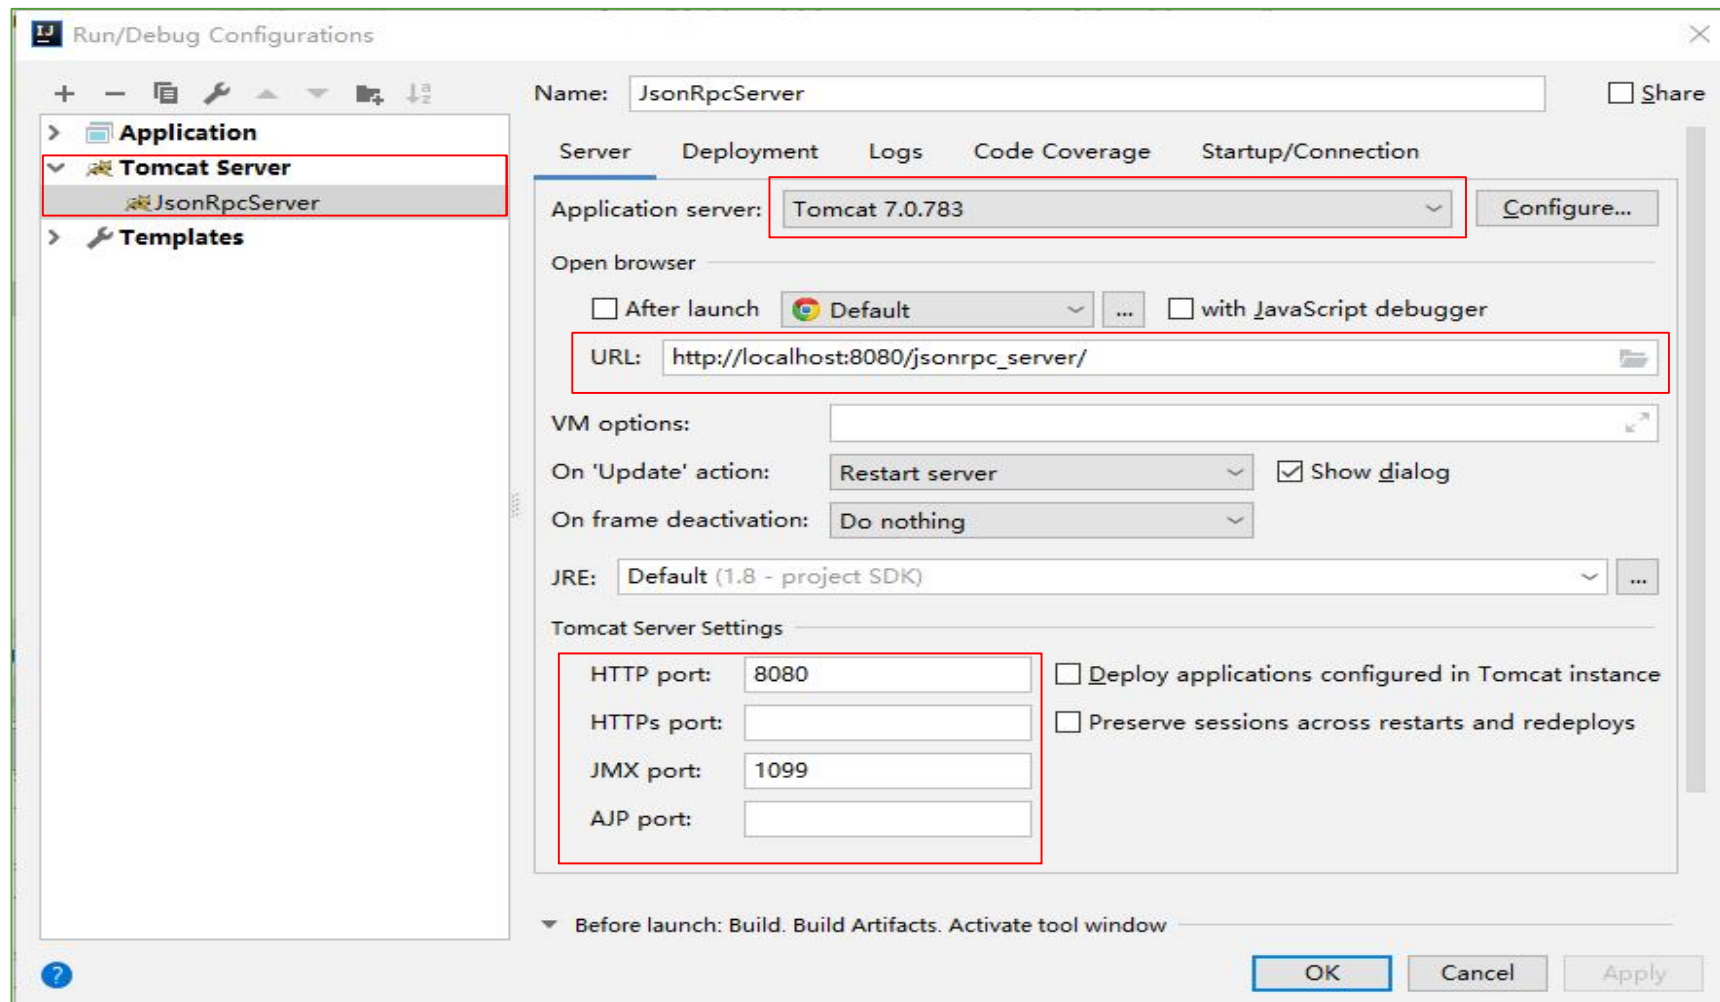 Run/Debug Configurations
Name: JsonRpcServer Share
Application
Tomcat Server
JsonRpcServer
Templates
Server Deployment Logs Code Coverage Startup/Connection
Application server: Tomcat 7.0.783 Configure...
Open browser
After launch Default ... with JavaScript debugger
URL: http://localhost:8080/jsonrpc_server/
VM options:
On 'Update' action: Restart server Show dialog
On frame deactivation: Do nothing
JRE: Default (1.8 - project SDK) ...
Tomcat Server Settings
HTTP port: 8080 Deploy applications configured in Tomcat instance
HTTPs port: Preserve sessions across restarts and redeploys
JMX port: 1099
AJP port:
Before launch: Build. Build Artifacts. Activate tool window
? OK Cancel Apply